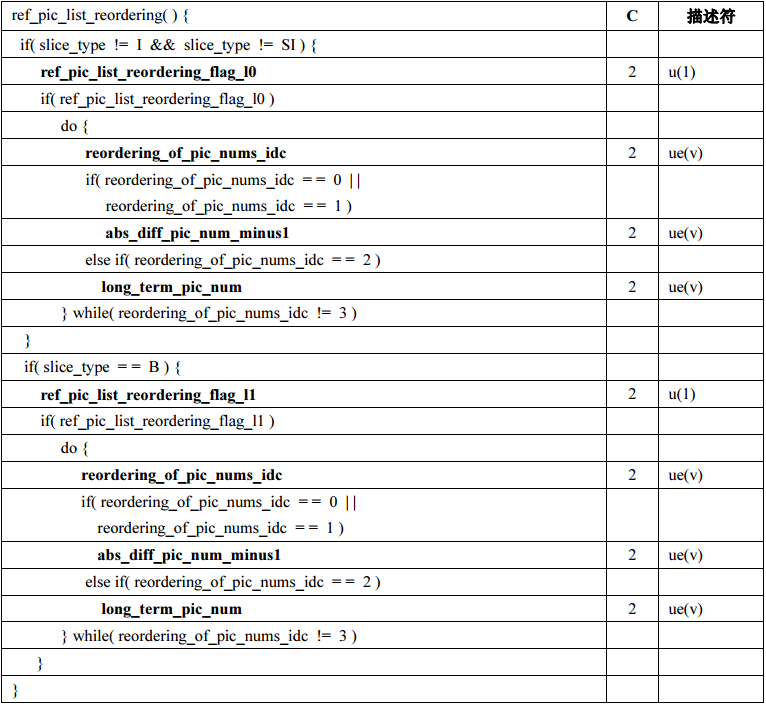 ref_pic_list_reordering( ) { C 描述符
if( slice_type != I && slice_type != SI ) {
ref_pic_list_reordering_flag_l0 2 u(1)
if( ref_pic_list_reordering_flag_l0 )
do {
reordering_of_pic_nums_idc 2 ue(v)
if( reordering_of_pic_nums_idc = = 0 | |
reordering_of_pic_nums_idc = = 1 )
abs_diff_pic_num_minus1 2 ue(v)
else if( reordering_of_pic_nums_idc = = 2 )
long_term_pic_num 2 ue(v)
} while( reordering_of_pic_nums_idc != 3 )
}
if( slice_type = = B ) {
ref_pic_list_reordering_flag_l1 2 u(1)
if( ref_pic_list_reordering_flag_l1 )
do {
reordering_of_pic_nums_idc 2 ue(v)
if( reordering_of_pic_nums_idc = = 0 | |
reordering_of_pic_nums_idc = = 1 )
abs_diff_pic_num_minus1 2 ue(v)
else if( reordering_of_pic_nums_idc = = 2 )
long_term_pic_num 2 ue(v)
} while( reordering_of_pic_nums_idc != 3 )
}
}